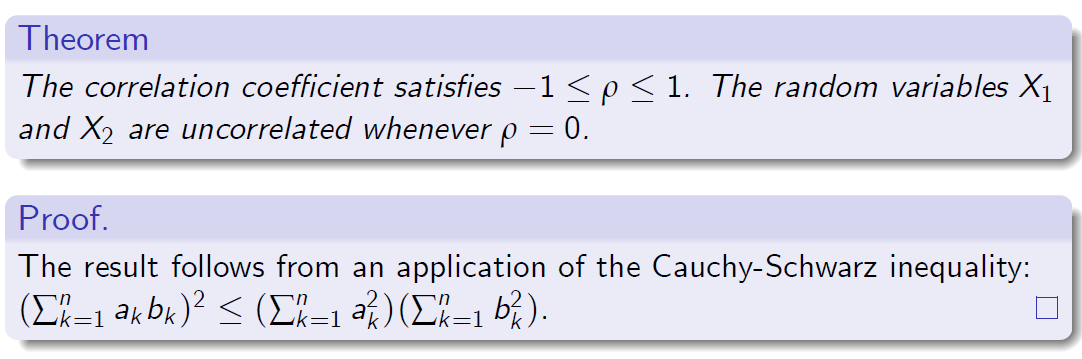 Theorem
The correlation coefficient satisfies −1 ≤ ρ ≤ 1. The random variables X₁
and X₂ are uncorrelated whenever ρ = 0.
Proof.
The result follows from an application of the Cauchy-Schwarz inequality:
(∑ⁿₖ₌₁ aₖbₖ)² ≤ (∑ⁿₖ₌₁ a²ₖ)(∑ⁿₖ₌₁ b²ₖ). □